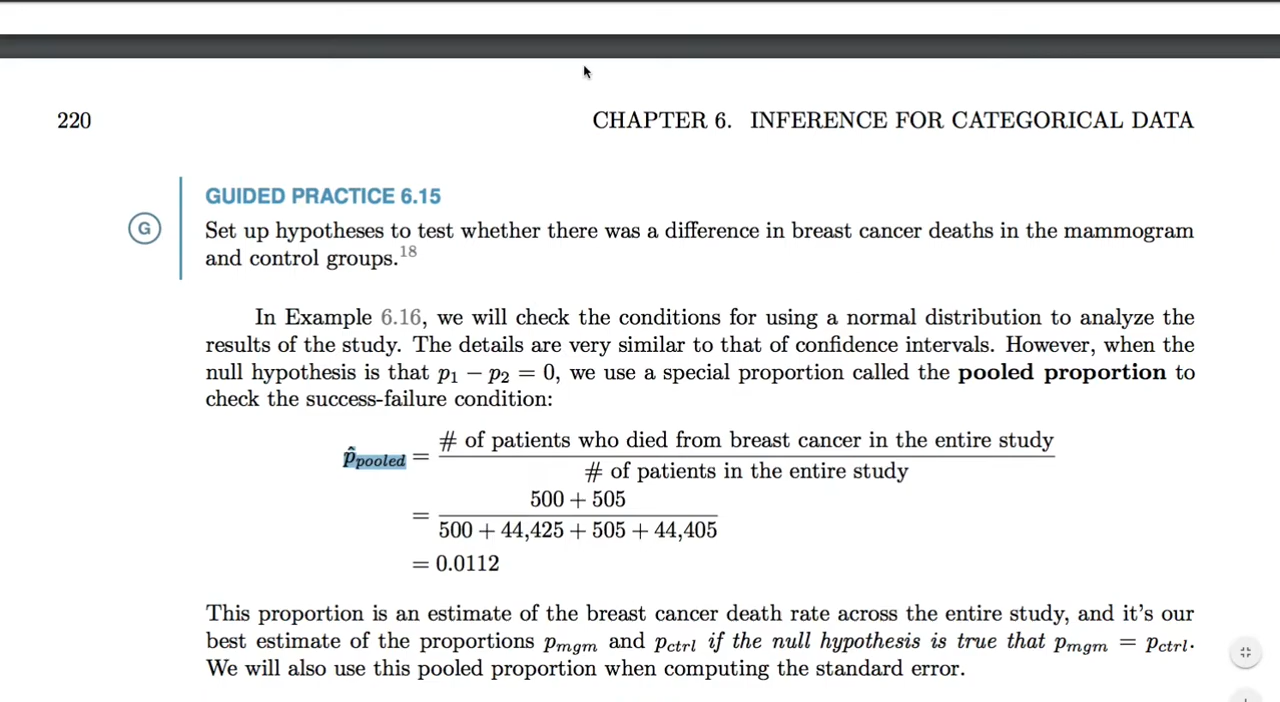 220
CHAPTER 6. INFERENCE FOR CATEGORICAL DATA
GUIDED PRACTICE 6.15
G
Set up hypotheses to test whether there was a difference in breast cancer deaths in the mammogram
and control groups.¹⁸
In Example 6.16, we will check the conditions for using a normal distribution to analyze the
results of the study. The details are very similar to that of confidence intervals. However, when the
null hypothesis is that p₁ − p₂ = 0, we use a special proportion called the pooled proportion to
check the success-failure condition:
p̂pooled = # of patients who died from breast cancer in the entire study
# of patients in the entire study
= 500 + 505
500 + 44,425 + 505 + 44,405
= 0.0112
This proportion is an estimate of the breast cancer death rate across the entire study, and it's our
best estimate of the proportions pmgm and pctrl if the null hypothesis is true that pmgm = pctrl.
We will also use this pooled proportion when computing the standard error.